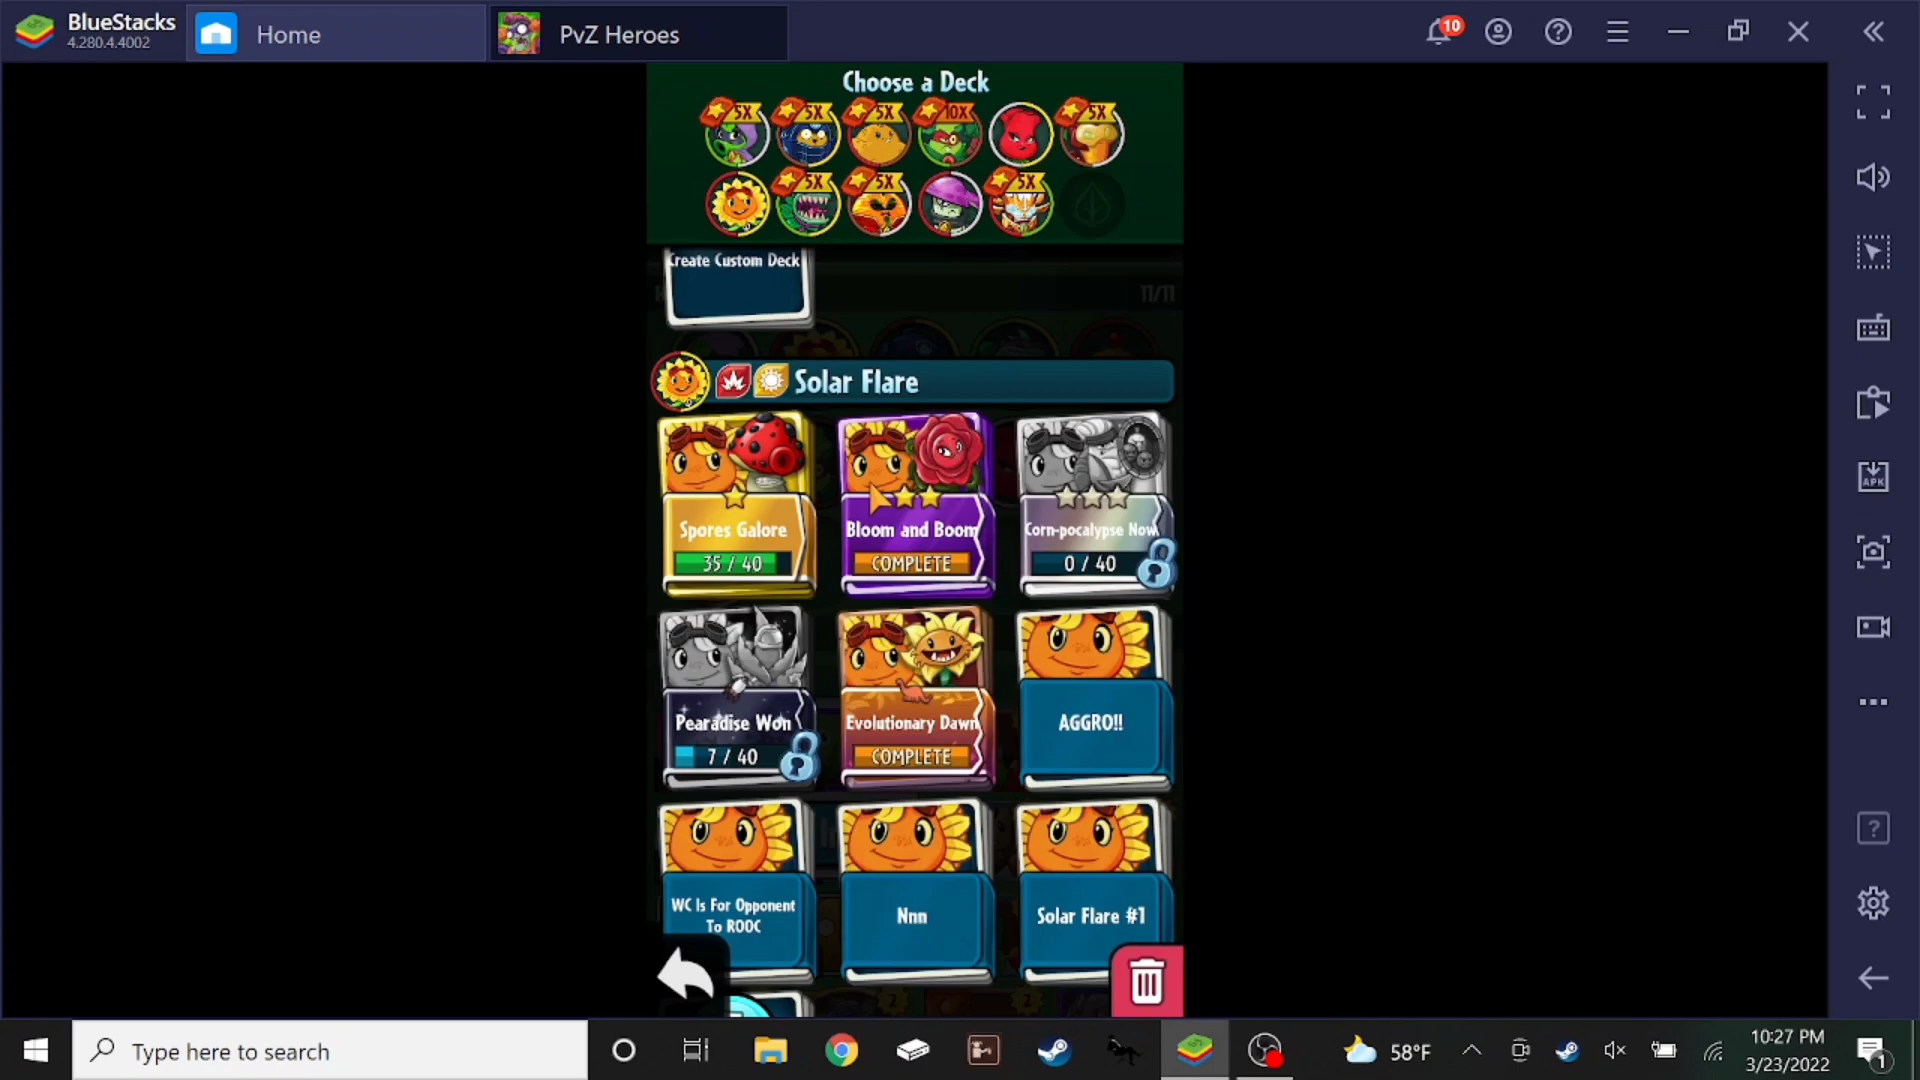 BlueStacks
4.280.4.4002
Home
PvZ Heroes
10
Choose a Deck
5X 5X 5X 10X 5X
5X 5X 5X
Create Custom Deck
11/11
Solar Flare
Spores Galore
35 / 40
Bloom and Boom
COMPLETE
Corn-pocalypse Now
0 / 40
Pearadise Won
7 / 40
Evolutionary Dawn
COMPLETE
AGGRO!!
WC Is For Opponent
To ROOC
Nnn
Solar Flare #1
2 2
APK
Type here to search
58°F
10:27 PM
3/23/2022
1